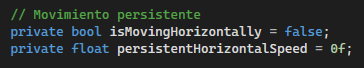 // Movimiento persistente
private bool isMovingHorizontally = false;
private float persistentHorizontalSpeed = 0f;